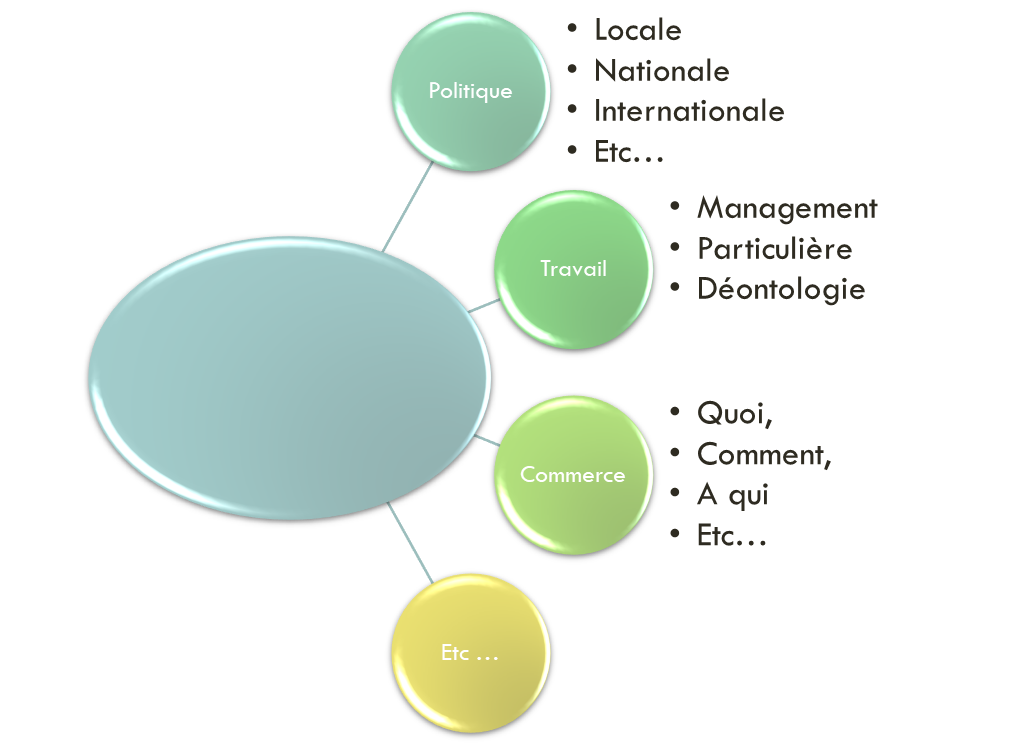 Politique
• Locale
• Nationale
• Internationale
• Etc…
Travail
• Management
• Particulière
• Déontologie
Commerce
• Quoi,
• Comment,
• A qui
• Etc…
Etc …